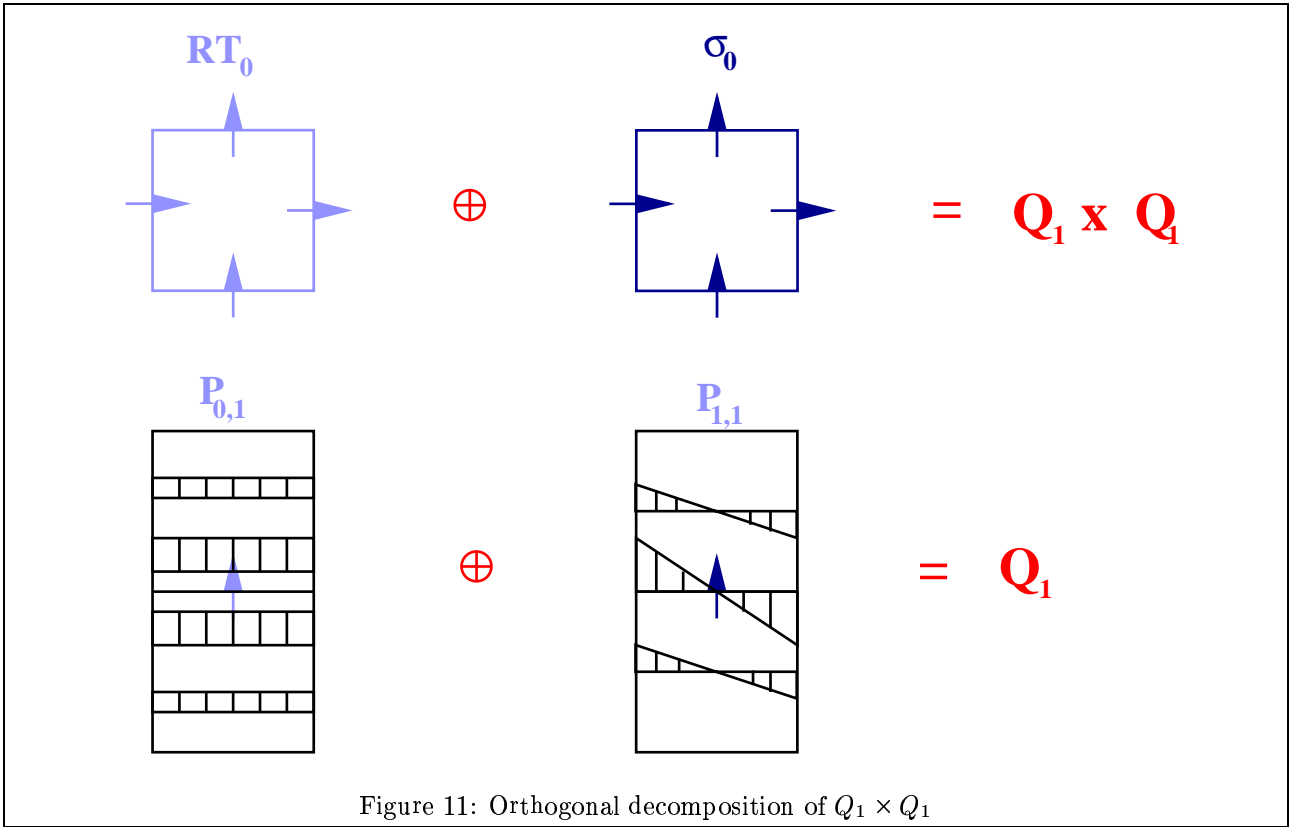 RT₀ σ₀
⊕ = Q₁ x Q₁
P₀,₁ P₁,₁
⊕ = Q₁
Figure 11: Orthogonal decomposition of Q₁ × Q₁